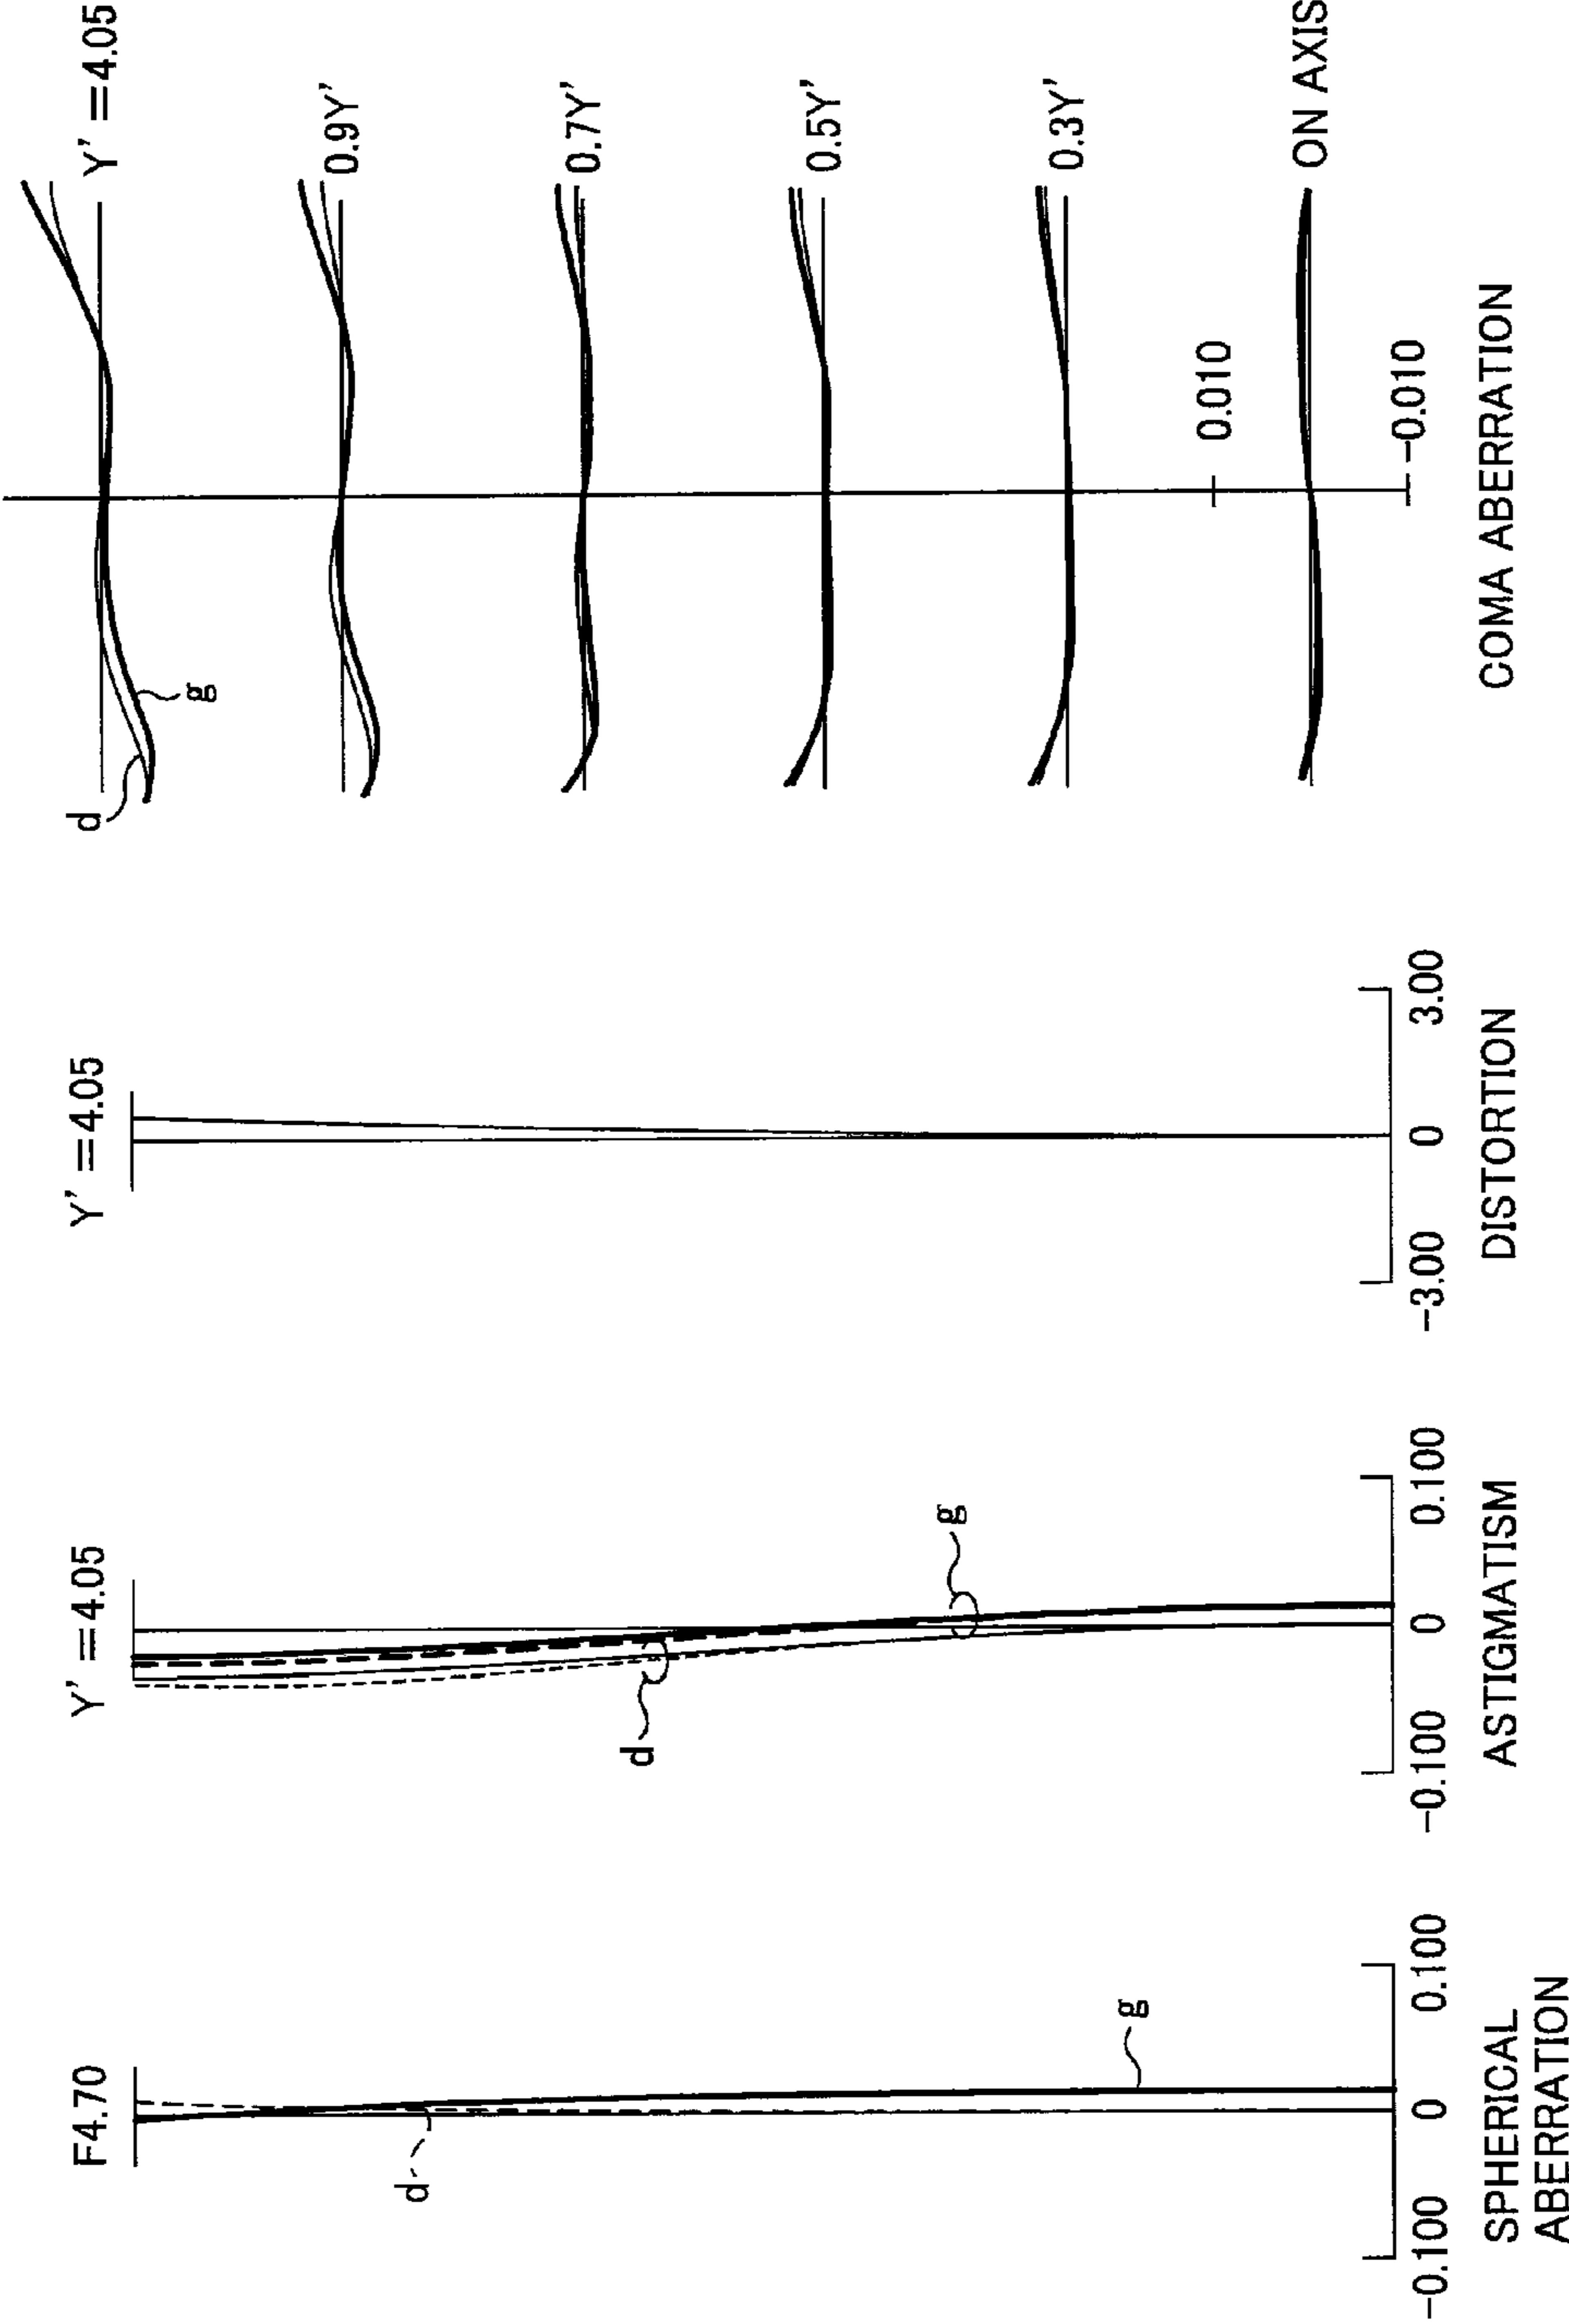 F4.70
d
g
-0.100
0
0.100
SPHERICAL
ABERRATION
Y' =4.05
d
g
-0.100
0
0.100
ASTIGMATISM
Y' =4.05
-3.00
0
3.00
DISTORTION
d
g
Y' =4.05
0.9Y'
0.7Y'
0.5Y'
0.3Y'
0.010
ON AXIS
-0.010
COMA ABERRATION